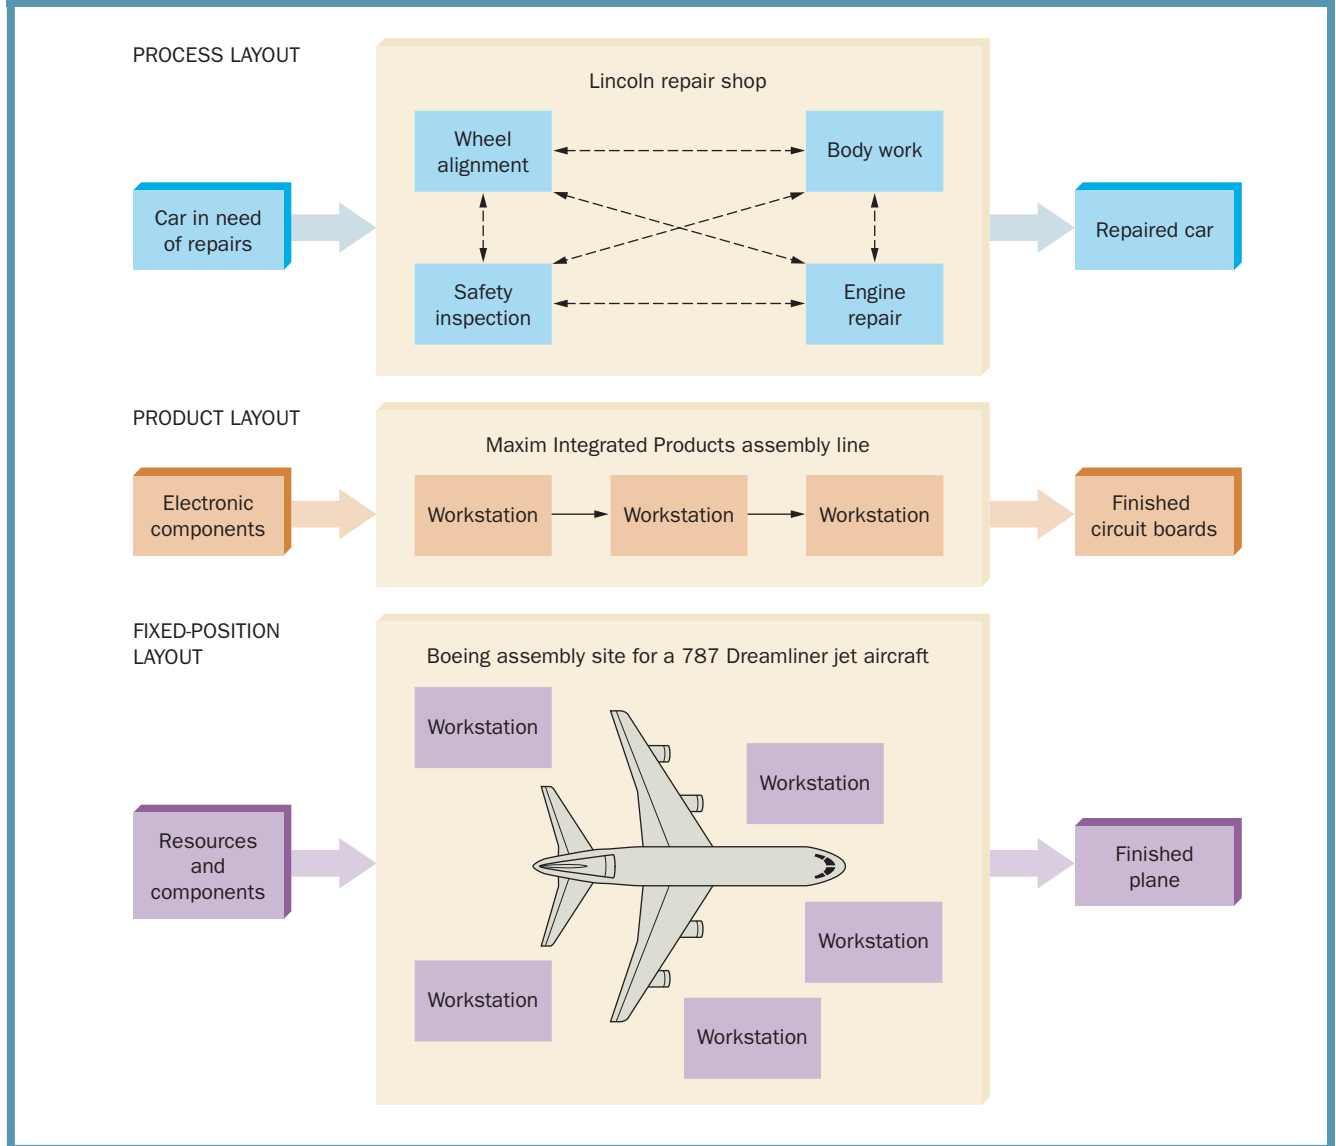 PROCESS LAYOUT
Lincoln repair shop
Wheel
alignment
Body work
Car in need
of repairs
Repaired car
Safety
inspection
Engine
repair
PRODUCT LAYOUT
Maxim Integrated Products assembly line
Electronic
components
Workstation
Workstation
Workstation
Finished
circuit boards
FIXED-POSITION
LAYOUT
Boeing assembly site for a 787 Dreamliner jet aircraft
Workstation
Workstation
Resources
and
components
Finished
plane
Workstation
Workstation
Workstation